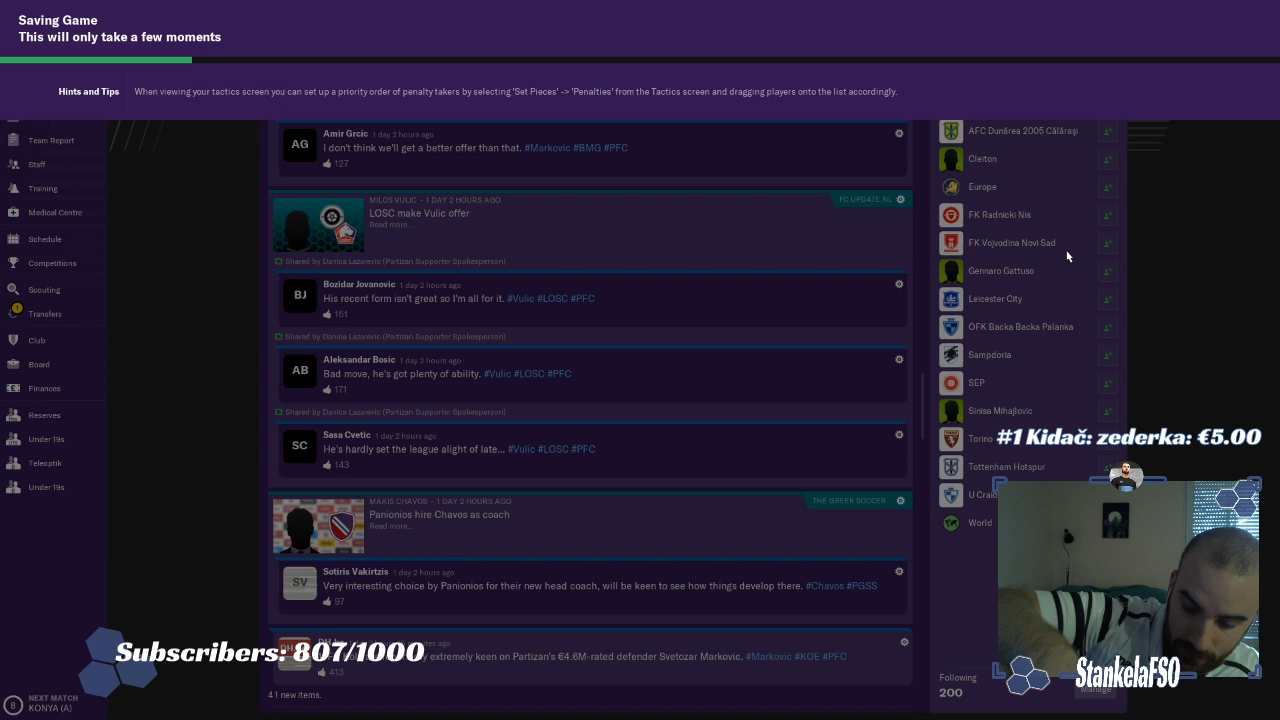 Saving Game
This will only take a few moments
Hints and Tips
When viewing your tactics screen you can set up a priority order of penalty takers by selecting 'Set Pieces' -> 'Penalties' from the Tactics screen and dragging players onto the list accordingly.
Team Report
Staff
Training
Medical Centre
Schedule
Competitions
Scouting
1
Transfers
Club
Board
Finances
Reserves
Under 19s
Teleoptik
Under 19s
8
NEXT MATCH
KONYA (A)
AG
Amir Grcic 1 day 2 hours ago
I don't think we'll get a better offer than that. #Markovic #BMG #PFC
127
MILOS VULIC - 1 DAY 2 HOURS AGO
FC UPDATE.NL
LOSC make Vulic offer
Read more...
Shared by Danica Lazarevic (Partizan Supporter Spokesperson)
BJ
Bozidar Jovanovic 1 day 2 hours ago
His recent form isn't great so I'm all for it. #Vulic #LOSC #PFC
151
Shared by Danica Lazarevic (Partizan Supporter Spokesperson)
AB
Aleksandar Bosic 1 day 2 hours ago
Bad move, he's got plenty of ability. #Vulic #LOSC #PFC
171
Shared by Danica Lazarevic (Partizan Supporter Spokesperson)
SC
Sasa Cvetic 1 day 2 hours ago
He's hardly set the league alight of late... #Vulic #LOSC #PFC
143
MAKIS CHAVOS - 1 DAY 2 HOURS AGO
THE GREEK SOCCER
Panionios hire Chavos as coach
Read more...
SV
Sotiris Vakirtzis 1 day 2 hours ago
Very interesting choice by Panionios for their new head coach, will be keen to see how things develop there. #Chavos #PGSS
97
extremely keen on Partizan's €4.6M-rated defender Svetozar Markovic. #Markovic #KOE #PFC
413
41 new items.
Subscribers: 807/1000
AFC Dunărea 2005 Călărași
Cleiton
Europe
FK Radnicki Nis
FK Vojvodina Novi Sad
Gennaro Gattuso
Leicester City
OFK Backa Backa Palanka
Sampdoria
SEP
Sinisa Mihajlovic
Torino
Tottenham Hotspur
U Craio
World
Following
200
Manage
#1 Kidač: zederka: €5.00
StankelaFSO